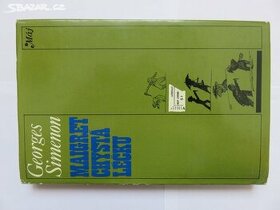 Sbazar.cz
Máj
Georges
Simenon
MAIGRET
CHYSTÁ
LÉČKU